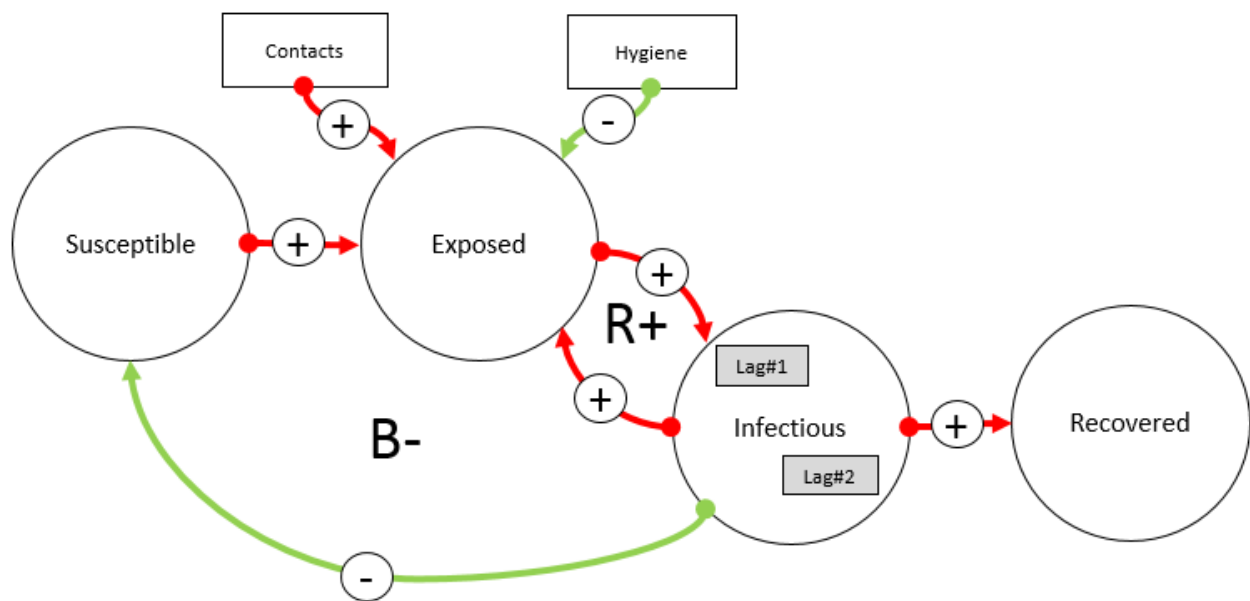 Contacts
Hygiene
+
-
Susceptible
+
Exposed
+
R+
Lag#1
+
Infectious
+
Recovered
B-
Lag#2
-